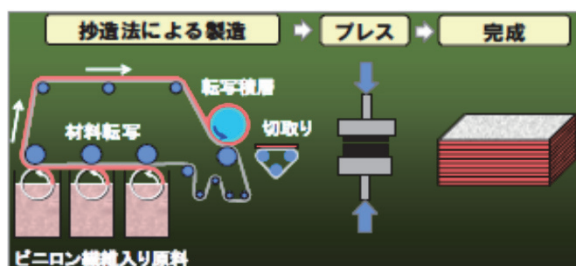 抄造法による製造
プレス
完成
転写積層
材料転写
切取り
ビニロン繊維入り原料